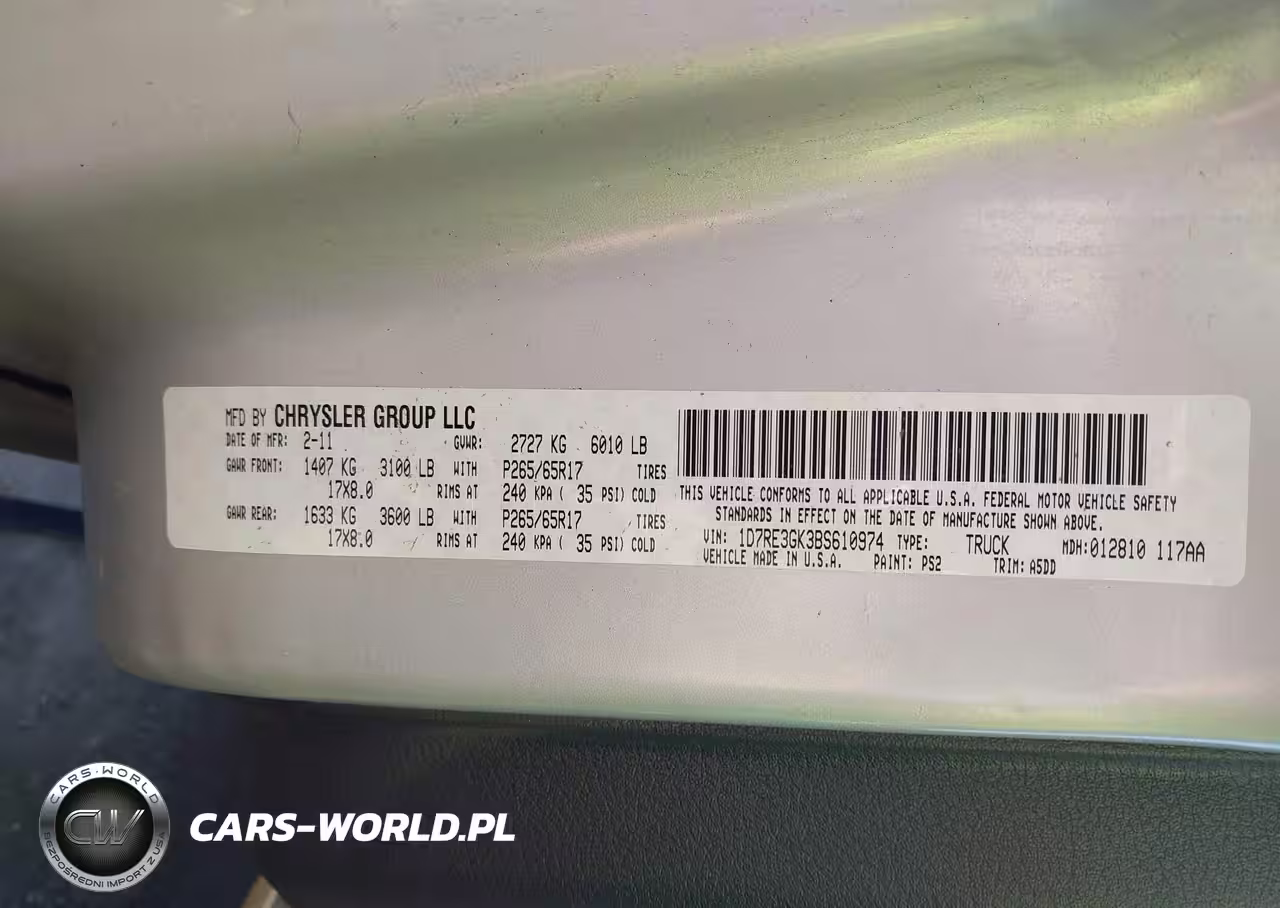 MFD BY CHRYSLER GROUP LLC
DATE OF MFR: 2-11 GVWR: 2727 KG 6010 LB
GAWR FRONT: 1407 KG 3100 LB WITH P265/65R17 TIRES
17X8.0 RIMS AT 240 KPA ( 35 PSI) COLD
GAWR REAR: 1633 KG 3600 LB WITH P265/65R17 TIRES
17X8.0 RIMS AT 240 KPA ( 35 PSI) COLD
THIS VEHICLE CONFORMS TO ALL APPLICABLE U.S.A. FEDERAL MOTOR VEHICLE SAFETY
STANDARDS IN EFFECT ON THE DATE OF MANUFACTURE SHOWN ABOVE.
VIN: 1D7RE3GK3BS610974 TYPE: TRUCK MDH:012810 117AA
VEHICLE MADE IN U.S.A. PAINT: PS2 TRIM: A5DD
CARS-WORLD
CW
BEZPOŚREDNI IMPORT Z USA
CARS-WORLD.PL